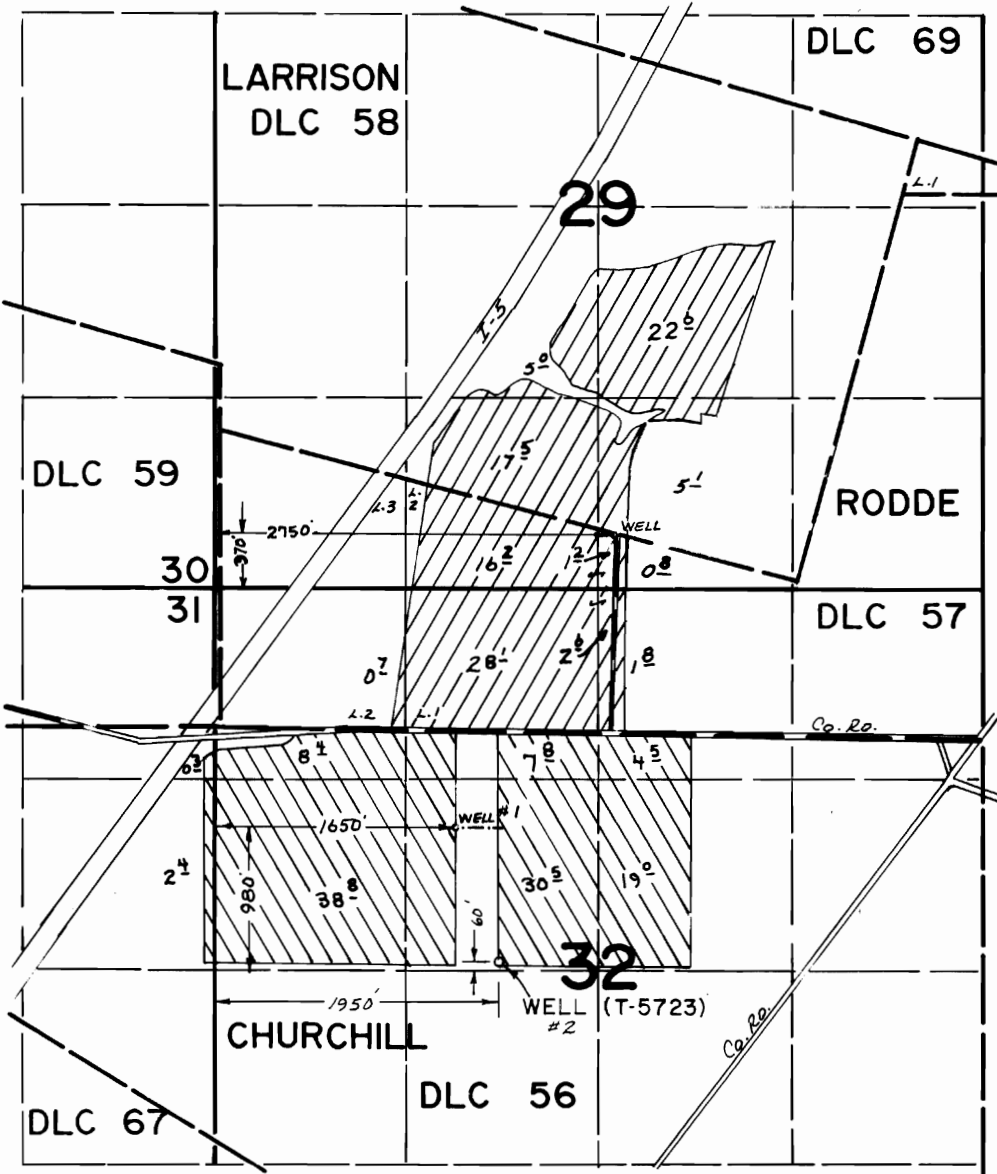 DLC 69
LARRISON
DLC 58
L.1
29
I-5
22 6
5 0
17 5
DLC 59
5 1
L.3
L.2
RODDE
2750'
WELL
370'
16 2
1 2
0 8
30
31
DLC 57
28 1
2 6
1 8
0 7
L.2
L.1
Co. Rd.
0 3
8 4
7 8
4 5
1650'
WELL #1
2 4
980'
38 8
30 5
19 0
60'
32
1950'
WELL (T-5723)
#2
CHURCHILL
Co. Rd.
DLC 56
DLC 67